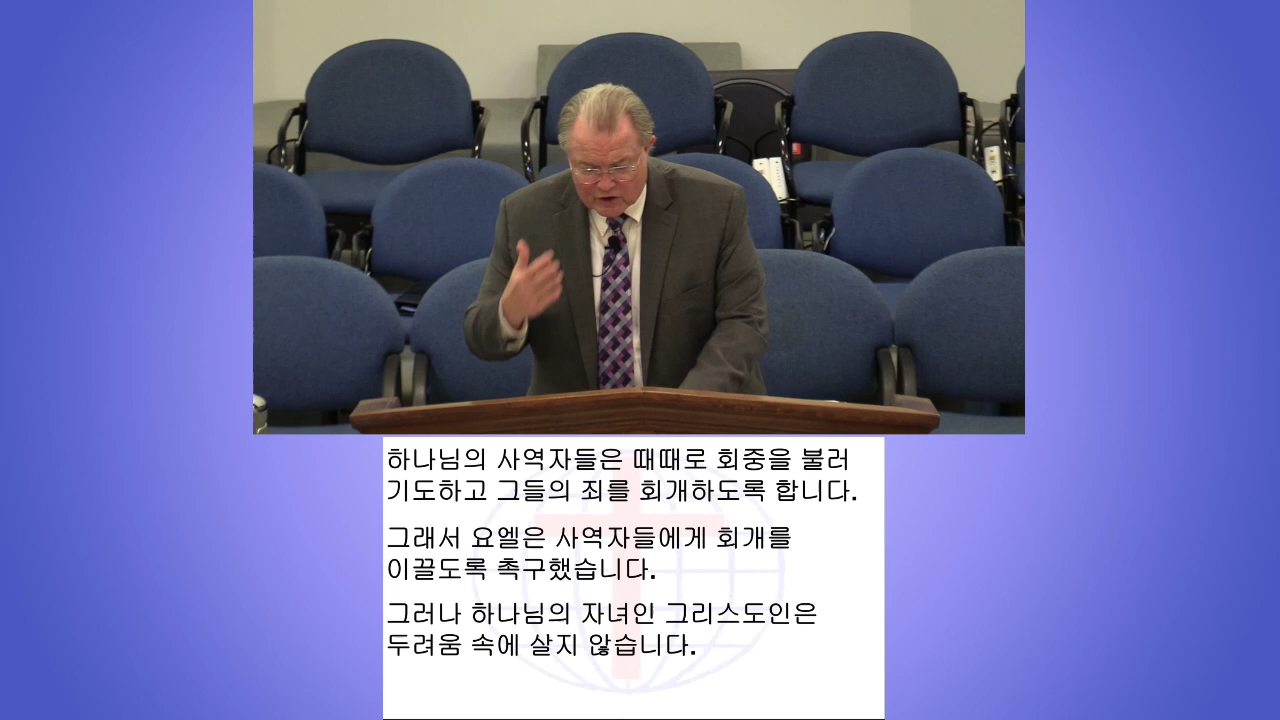 하나님의 사역자들은 때때로 회중을 불러
기도하고 그들의 죄를 회개하도록 합니다.
그래서 요엘은 사역자들에게 회개를
이끌도록 촉구했습니다.
그러나 하나님의 자녀인 그리스도인은
두려움 속에 살지 않습니다.